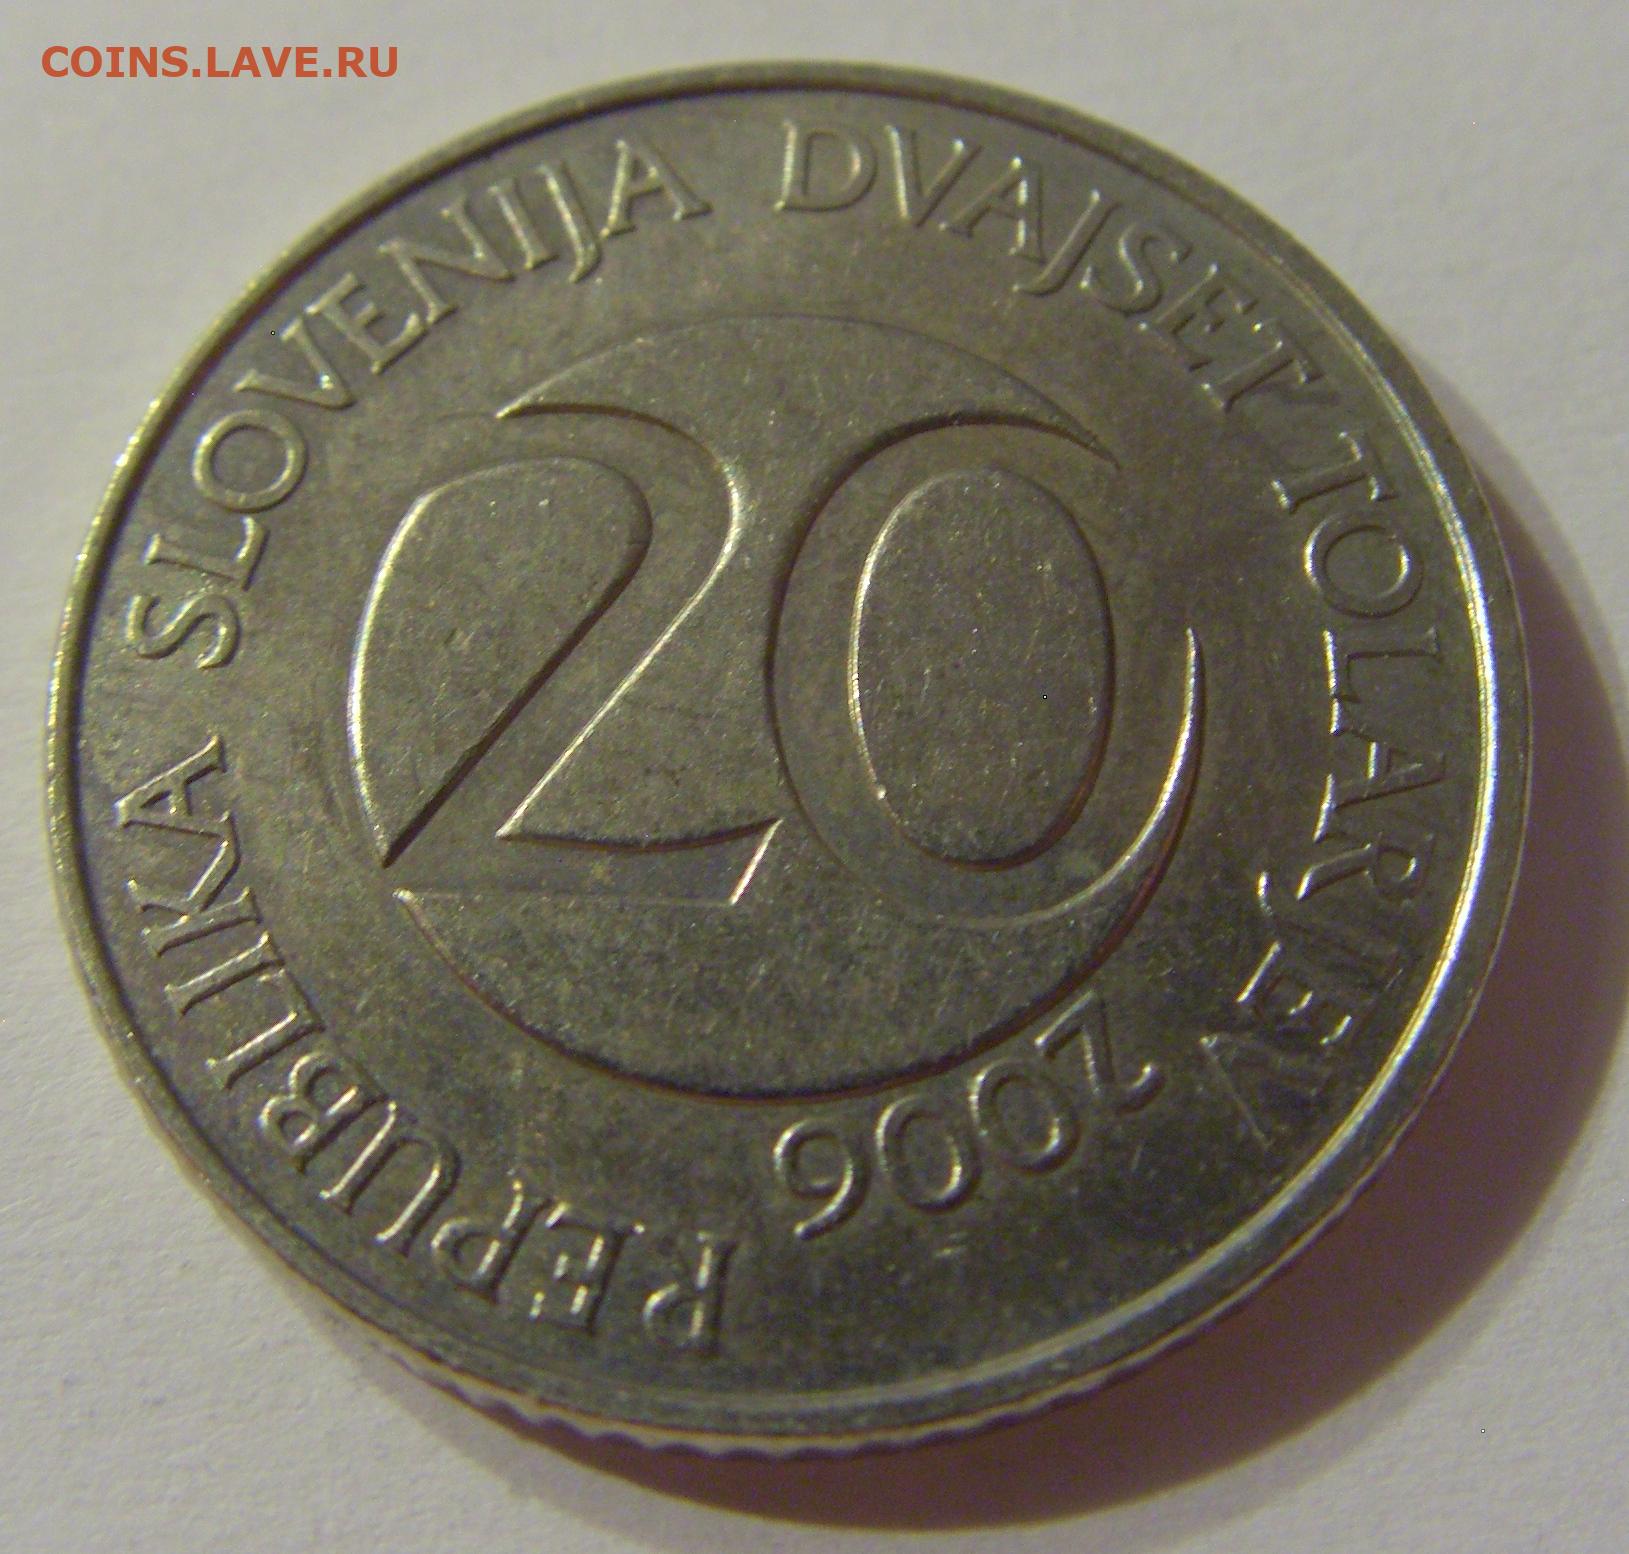 COINS.LAVE.RU
REPUBLIKA SLOVENIJA DVAJSET TOLARJEV
20
2006